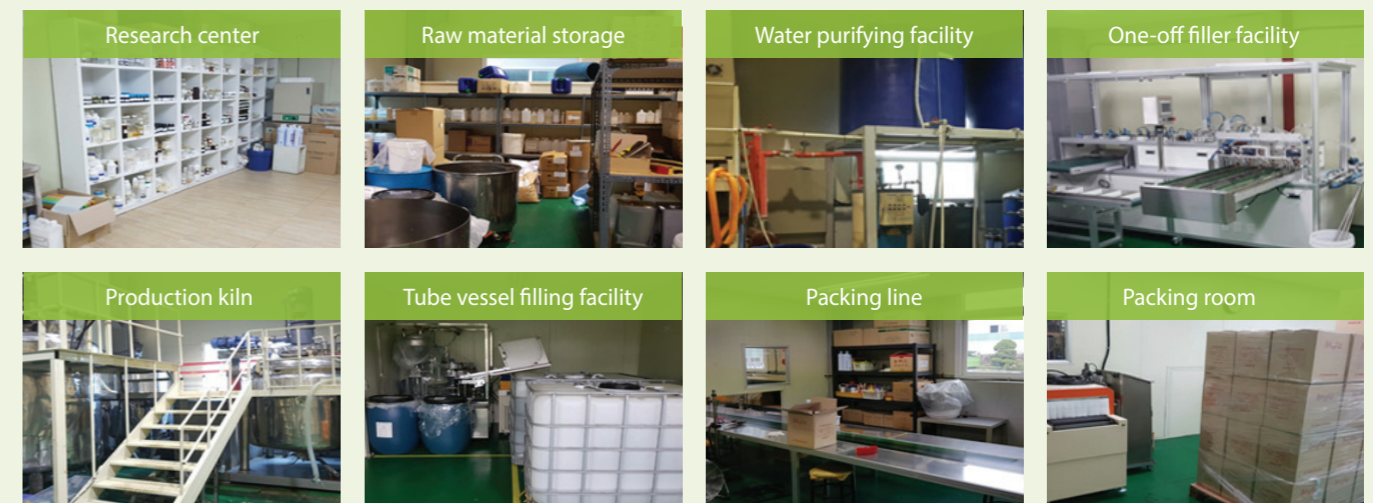 Research center
Raw material storage
Water purifying facility
One-off filler facility
Production kiln
Tube vessel filling facility
Packing line
Packing room